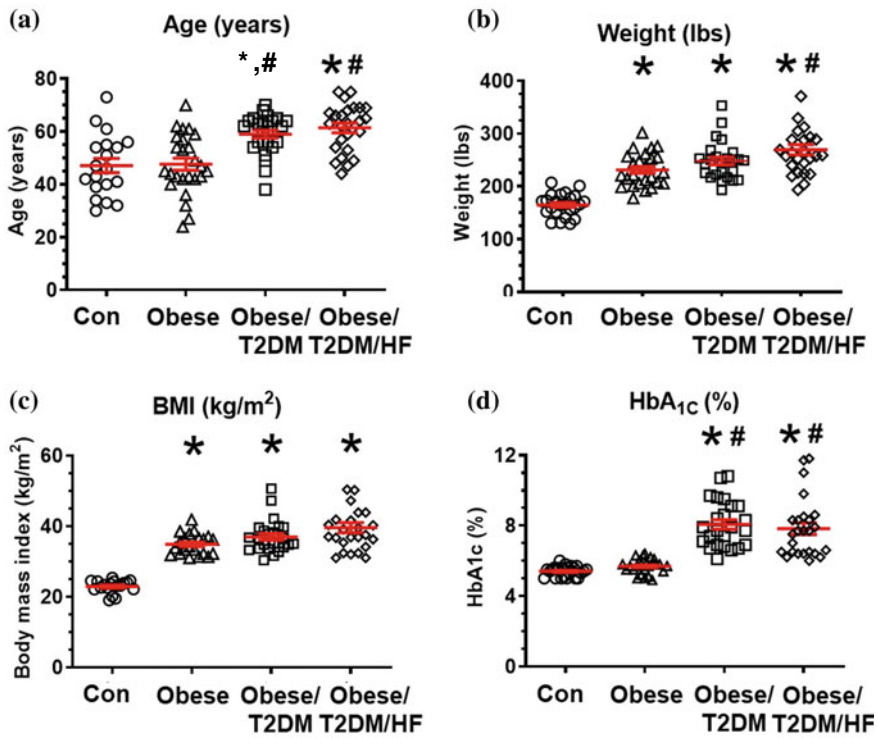 (a)
Age (years)
* ,# * #
80
60
40
20
0
Age (years)
Con Obese Obese/ Obese/
T2DM T2DM/HF
(b)
Weight (lbs)
* * * #
400
300
200
100
0
Weight (lbs)
Con Obese Obese/ Obese/
T2DM T2DM/HF
(c)
BMI (kg/m²)
* * *
60
40
20
0
Body mass index (kg/m²)
Con Obese Obese/ Obese/
T2DM T2DM/HF
(d)
HbA₁C (%)
* # * #
12
8
4
0
HbA1c (%)
Con Obese Obese/ Obese/
T2DM T2DM/HF